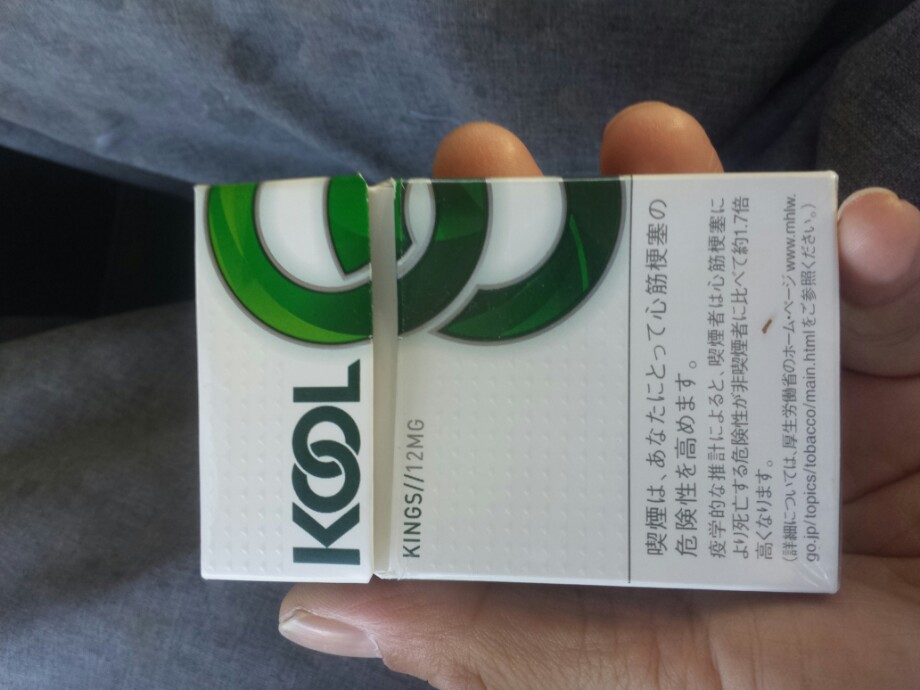 KOOL
KINGS//12MG
喫煙は、あなたにとって心筋梗塞の
危険性を高めます。
疫学的な推計によると、喫煙者は心筋梗塞に
より死亡する危険性が非喫煙者に比べて約1.7倍
高くなります。
(詳細については、厚生労働省のホーム・ページ www.mhlw.
go.jp/topics/tobacco/main.htmlをご参照ください。)